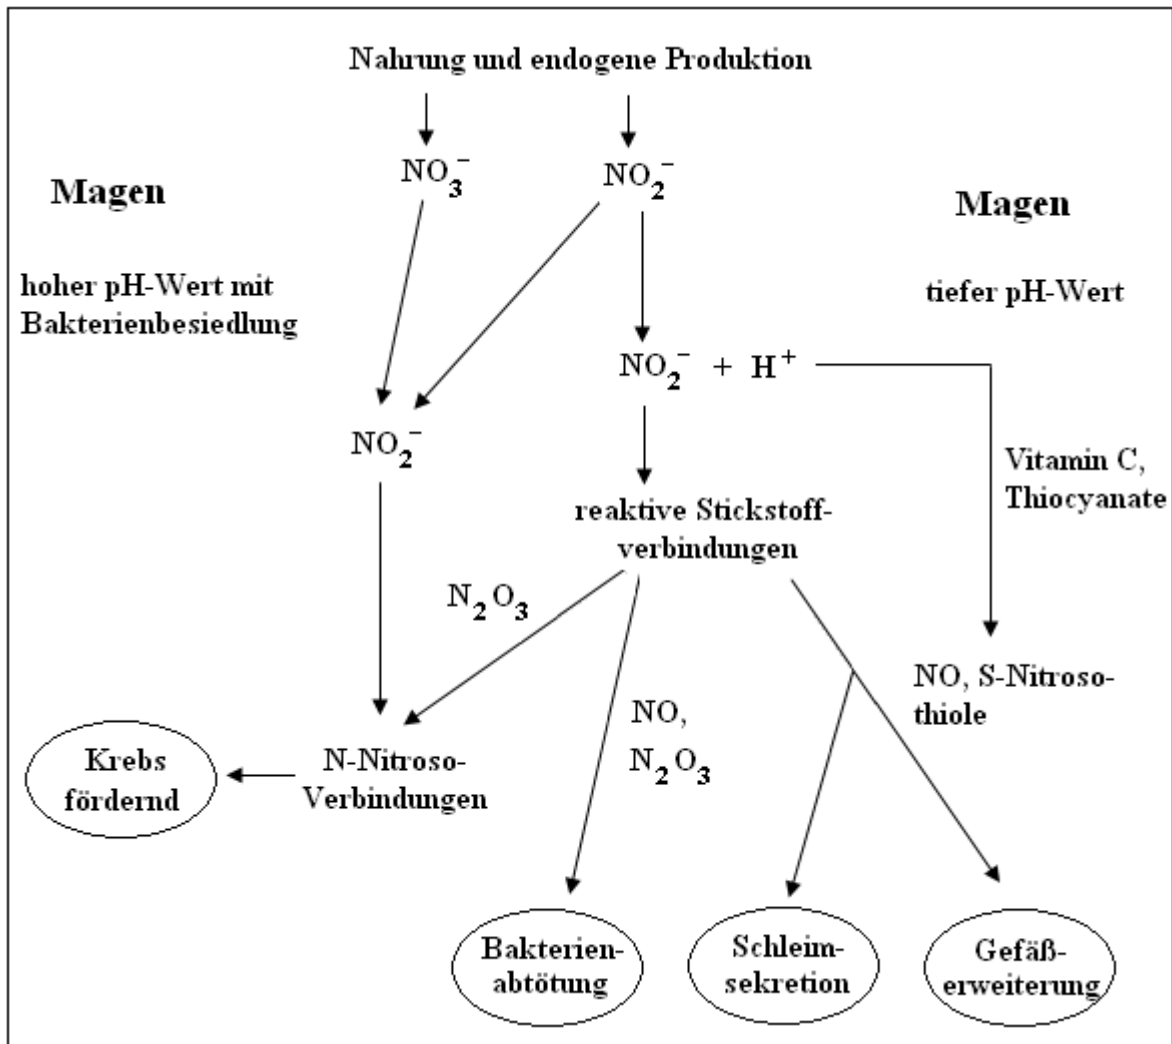 Nahrung und endogene Produktion
NO₃⁻
NO₂⁻
Magen
Magen
hoher pH-Wert mit
Bakterienbesiedlung
tiefer pH-Wert
NO₂⁻ + H⁺
NO₂⁻
Vitamin C,
Thiocyanate
reaktive Stickstoff-
verbindungen
N₂O₃
NO, S-Nitroso-
thiole
NO,
N₂O₃
Krebs
fördernd
N-Nitroso-
Verbindungen
Bakterien-
abtötung
Schleim-
sekretion
Gefäß-
erweiterung